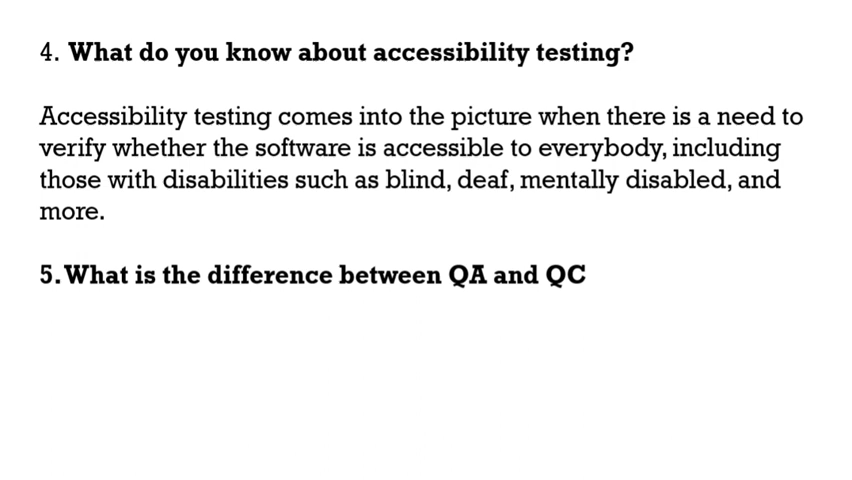 4. What do you know about accessibility testing?
Accessibility testing comes into the picture when there is a need to
verify whether the software is accessible to everybody, including
those with disabilities such as blind, deaf, mentally disabled, and
more.
5. What is the difference between QA and QC